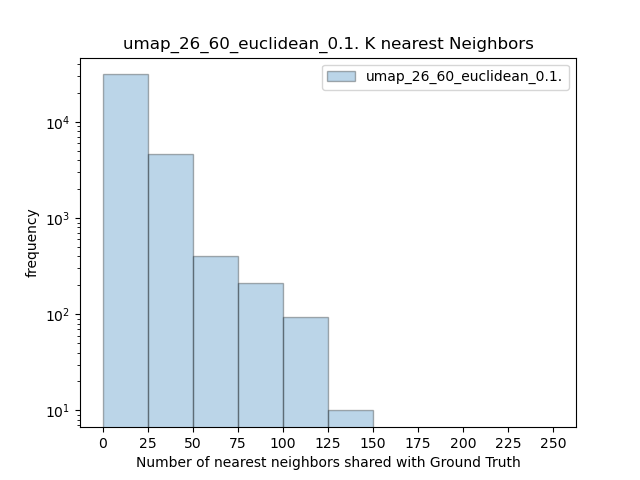 umap_26_60_euclidean_0.1. K nearest Neighbors
umap_26_60_euclidean_0.1.
10⁴
10³
10²
10¹
frequency
0 25 50 75 100 125 150 175 200 225 250
Number of nearest neighbors shared with Ground Truth